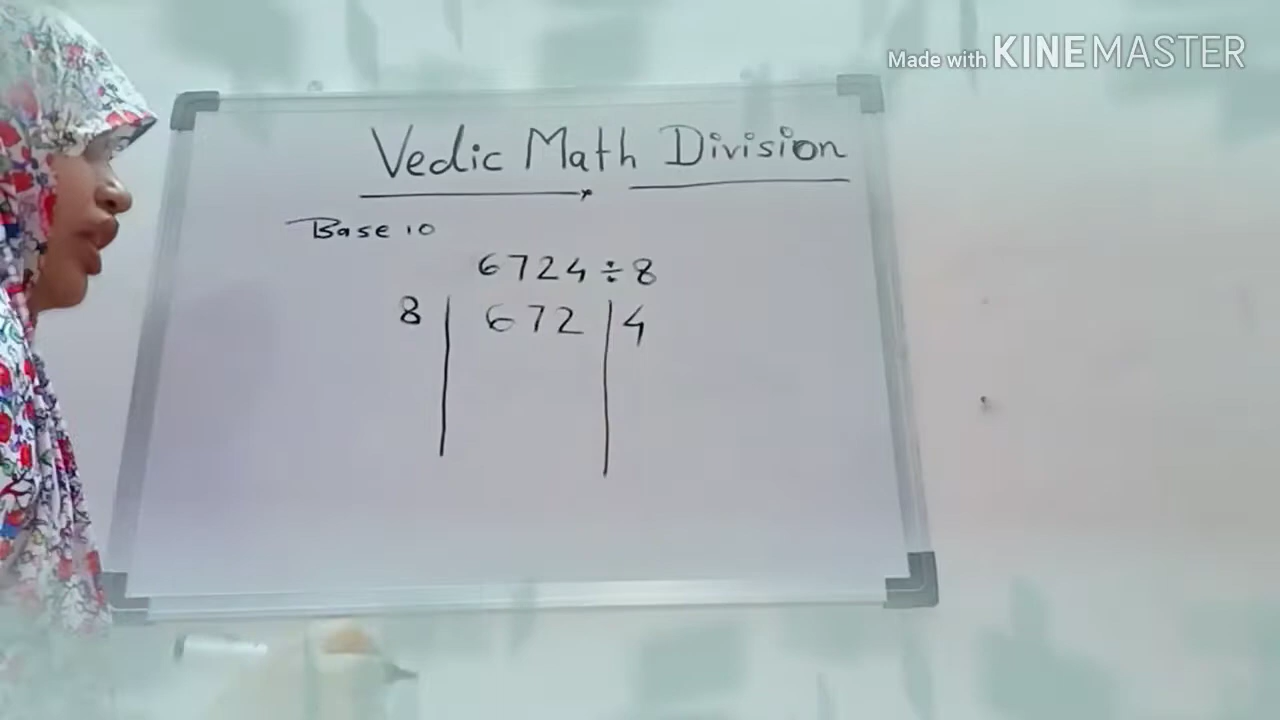 Made with KINEMASTER
Vedic Math Division
Base 10
6724 ÷ 8
8 | 672 | 4